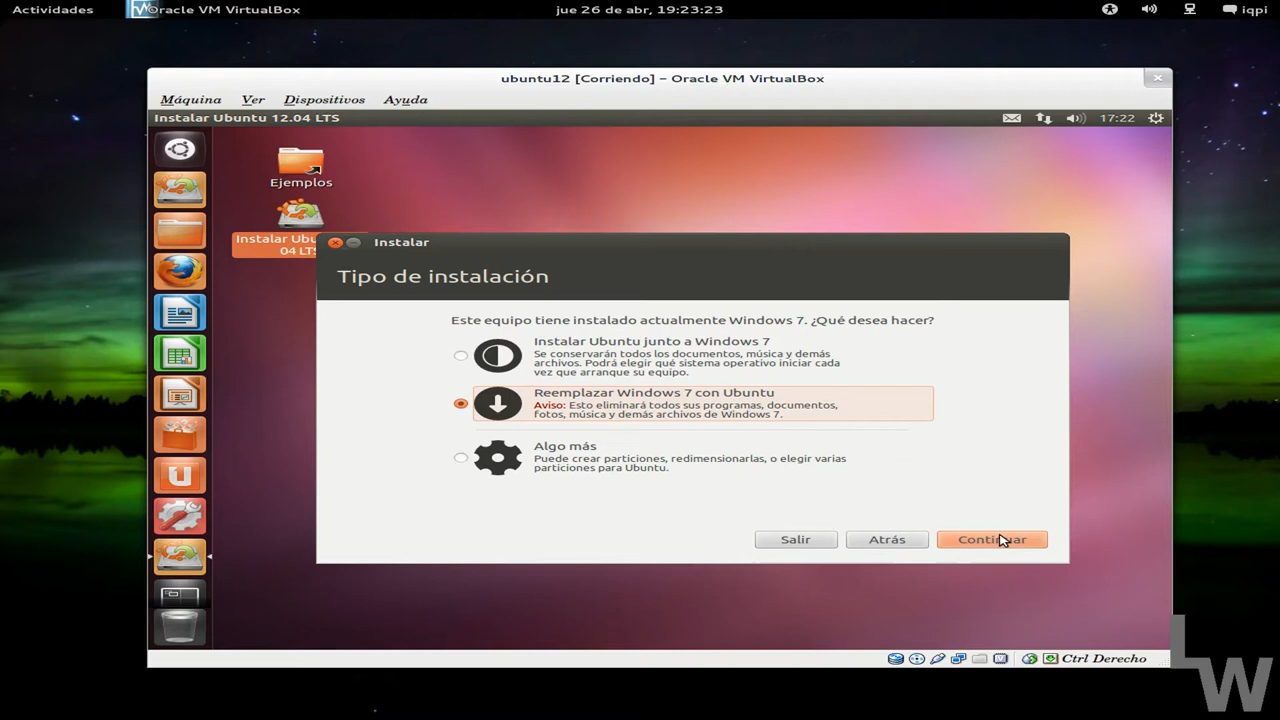 Actividades
Oracle VM VirtualBox
jue 26 de abr, 19:23:23
iqpi
ubuntu12 [Corriendo] - Oracle VM VirtualBox
Máquina Ver Dispositivos Ayuda
Instalar Ubuntu 12.04 LTS
17:22
Ejemplos
Instalar Ubu
04 LTS
Instalar
Tipo de instalación
Este equipo tiene instalado actualmente Windows 7. ¿Qué desea hacer?
Instalar Ubuntu junto a Windows 7
Se conservarán todos los documentos, música y demás
archivos. Podrá elegir qué sistema operativo iniciar cada
vez que arranque su equipo.
Reemplazar Windows 7 con Ubuntu
Aviso: Esto eliminará todos sus programas, documentos,
fotos, música y demás archivos de Windows 7.
Algo más
Puede crear particiones, redimensionarlas, o elegir varias
particiones para Ubuntu.
Salir
Atrás
Continuar
Ctrl Derecho
LW